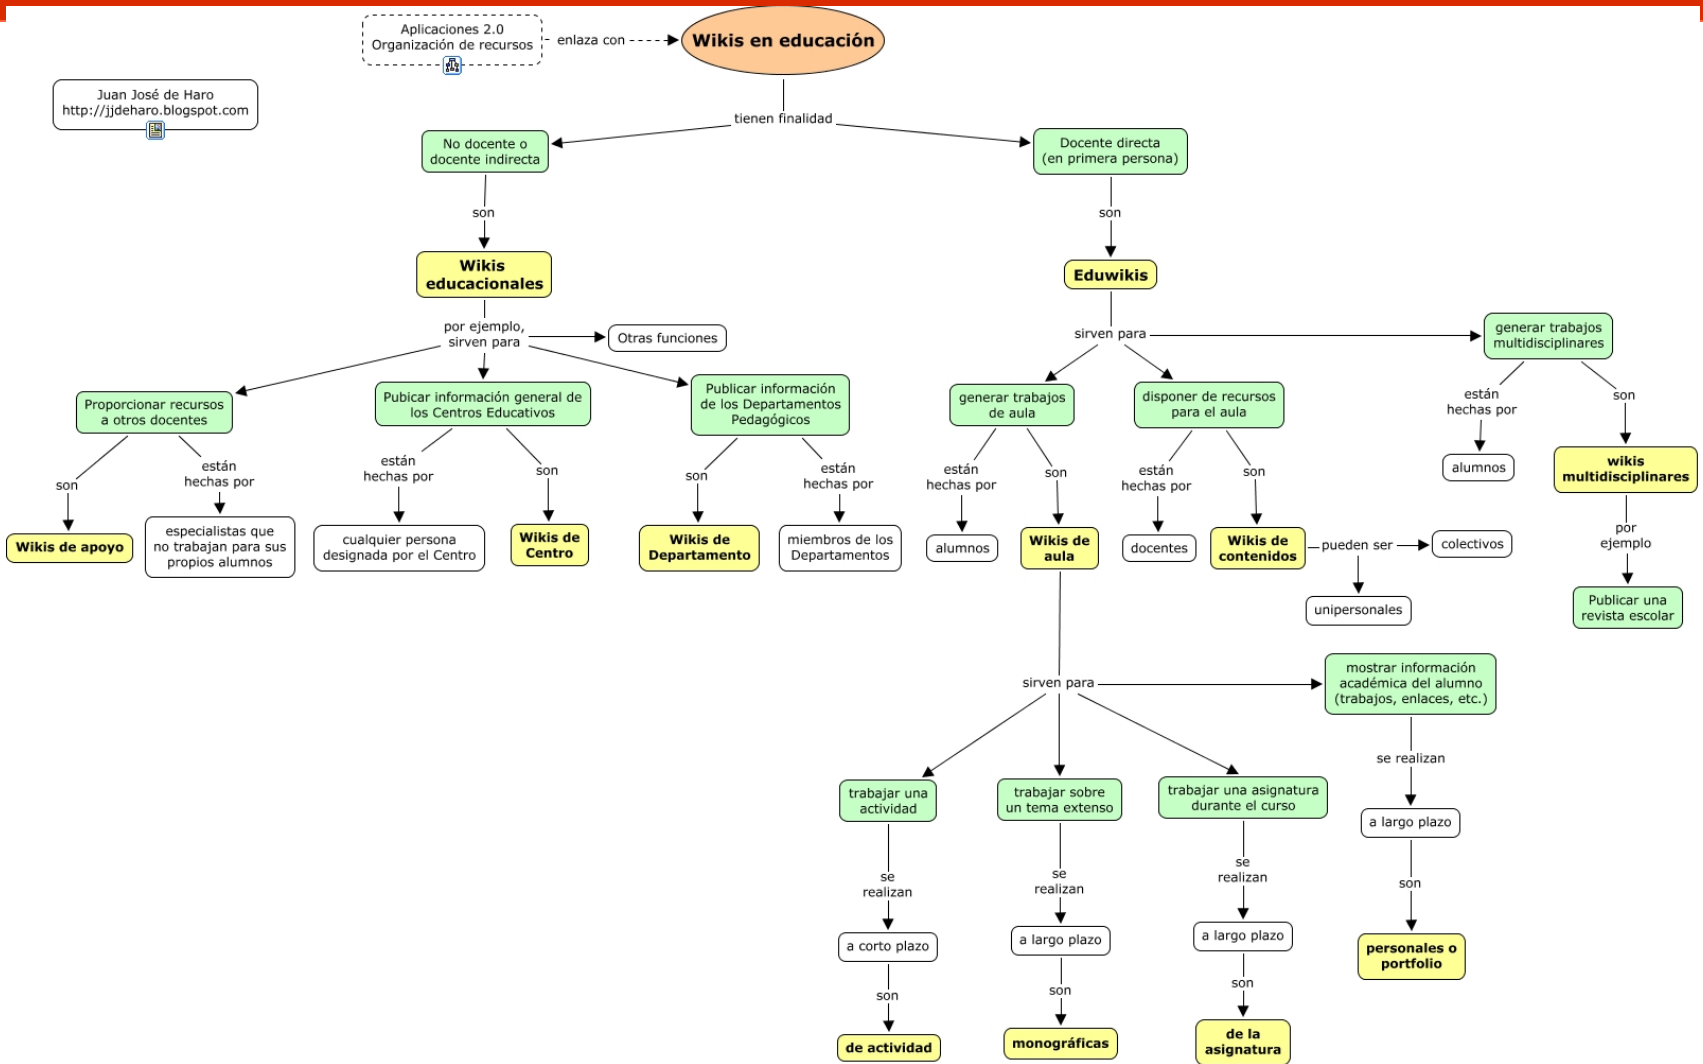 Aplicaciones 2.0
Organización de recursos
enlaza con
Wikis en educación
Juan José de Haro
http://jjdeharo.blogspot.com
tienen finalidad
No docente o
docente indirecta
Docente directa
(en primera persona)
son
son
Wikis
educacionales
Eduwikis
por ejemplo,
sirven para
Otras funciones
sirven para
generar trabajos
multidisciplinares
Proporcionar recursos
a otros docentes
Pubicar información general de
los Centros Educativos
Publicar información
de los Departamentos
Pedagógicos
generar trabajos
de aula
disponer de recursos
para el aula
están
hechas por
son
son
están
hechas por
están
hechas por
son
son
están
hechas por
están
hechas por
son
están
hechas por
son
alumnos
wikis
multidisciplinares
Wikis de apoyo
especialistas que
no trabajan para sus
propios alumnos
cualquier persona
designada por el Centro
Wikis de
Centro
Wikis de
Departamento
miembros de los
Departamentos
alumnos
Wikis de
aula
docentes
Wikis de
contenidos
pueden ser
colectivos
unipersonales
por
ejemplo
Publicar una
revista escolar
sirven para
mostrar información
académica del alumno
(trabajos, enlaces, etc.)
trabajar una
actividad
trabajar sobre
un tema extenso
trabajar una asignatura
durante el curso
se realizan
a largo plazo
se
realizan
se
realizan
se
realizan
son
a corto plazo
a largo plazo
a largo plazo
personales o
portfolio
son
son
son
de actividad
monográficas
de la
asignatura